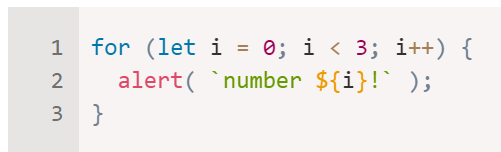 1 for (let i = 0; i < 3; i++) {
2   alert( `number ${i}!` );
3 }